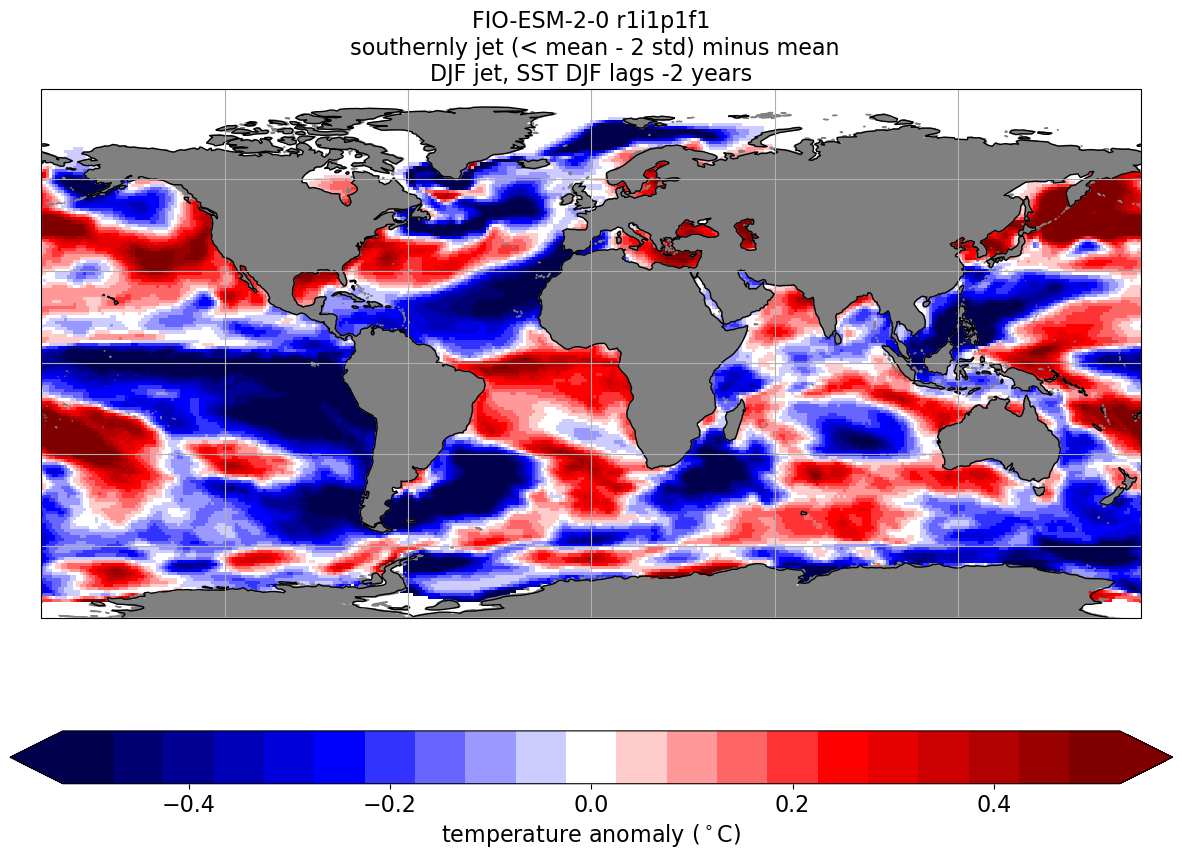 FIO-ESM-2-0 r1i1p1f1
southernly jet (< mean - 2 std) minus mean
DJF jet, SST DJF lags -2 years
−0.4 −0.2 0.0 0.2 0.4
temperature anomaly (°C)